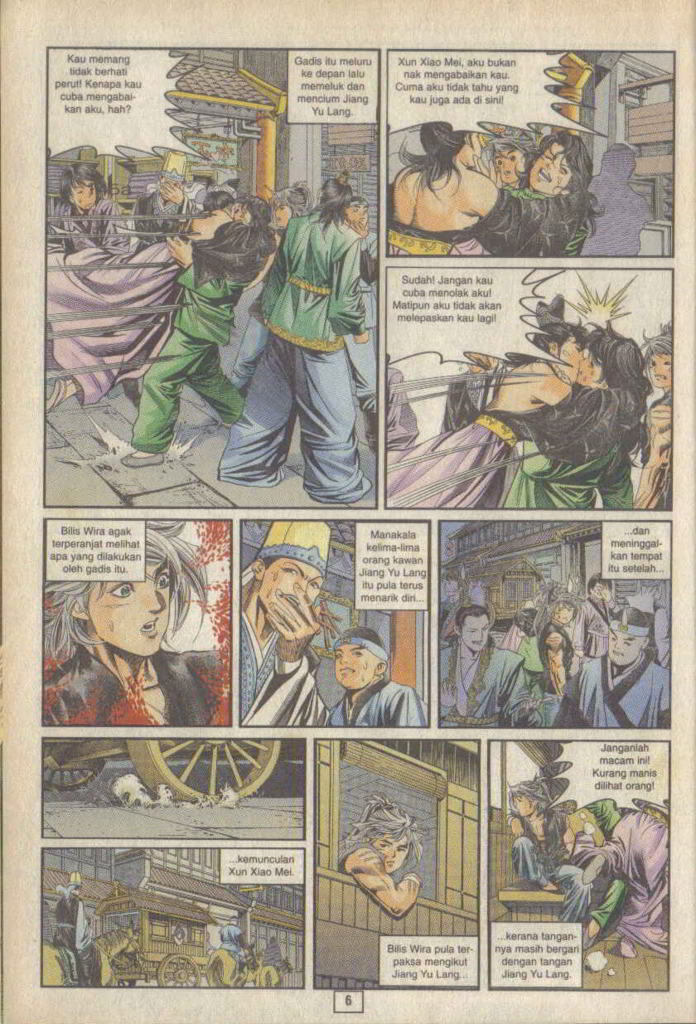 Kau memang
tidak berhati
perut! Kenapa kau
cuba mengabai-
kan aku, hah?
Gadis itu meluru
ke depan lalu
memeluk dan
mencium Jiang
Yu Lang.
Xun Xiao Mei, aku bukan
nak mengabaikan kau.
Cuma aku tidak tahu yang
kau juga ada di sini!
Sudah! Jangan kau
cuba menolak aku!
Matipun aku tidak akan
melepaskan kau lagi!
Bilis Wira agak
terperanjat melihat
apa yang dilakukan
oleh gadis itu.
Manakala
kelima-lima
orang kawan
Jiang Yu Lang
itu pula terus
menarik diri...
...dan
meninggal-
kan tempat
itu setelah...
...kemunculan
Xun Xiao Mei.
Bilis Wira pula ter-
paksa mengikut
Jiang Yu Lang...
Janganlah
macam ini!
Kurang manis
dilihat orang!
...kerana tangan-
nya masih bergari
dengan tangan
Jiang Yu Lang.
6